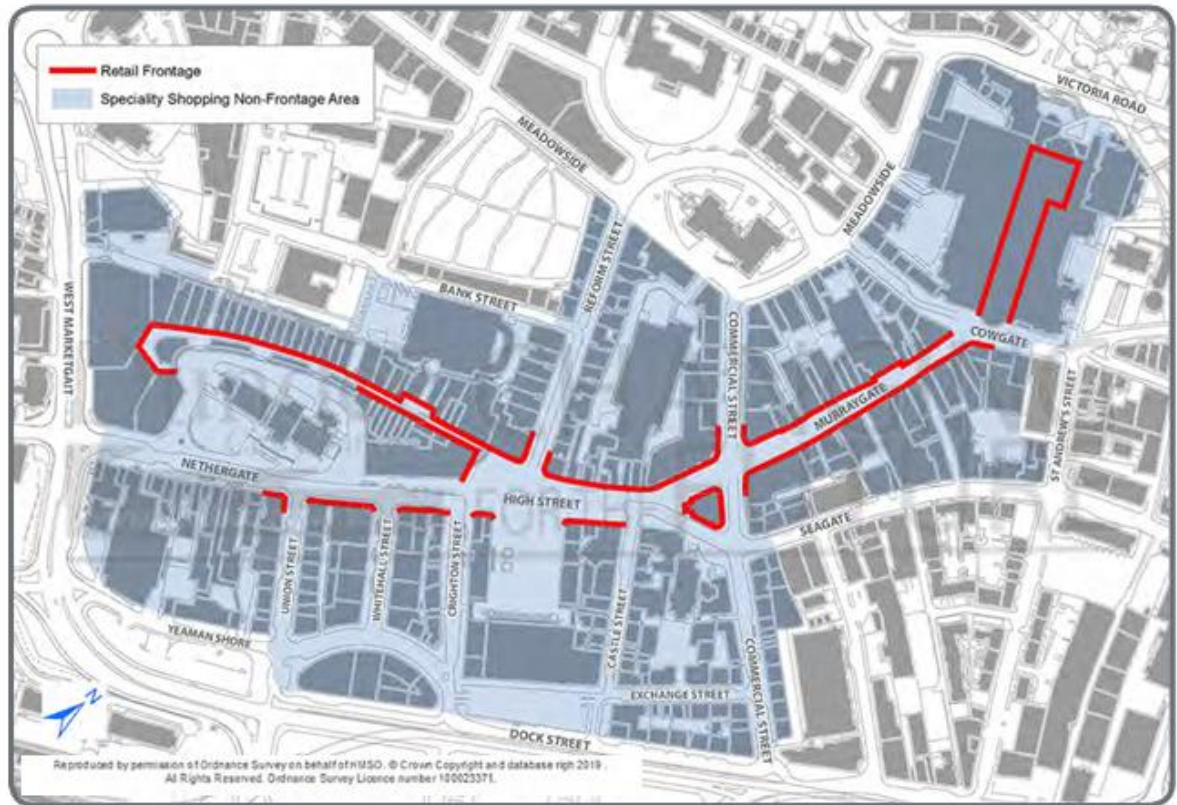 Retail Frontage
Speciality Shopping Non-Frontage Area
VICTORIA ROAD
MEADOWSIDE
MEADOWSIDE
REFORM STREET
WEST MARKETGAIT
BANK STREET
COMMERCIAL STREET
COWGATE
MURRAYGATE
ST ANDREW'S STREET
NETHERGATE
HIGH STREET
SEAGATE
UNION STREET
WHITEHALL STREET
CRICHTON STREET
CASTLE STREET
YEAMAN SHORE
COMMERCIAL STREET
EXCHANGE STREET
N
DOCK STREET
Reproduced by permission of Ordnance Survey on behalf of HMSO. © Crown Copyright and database righ 2019 .
All Rights Reserved. Ordnance Survey Licence number 100023371.